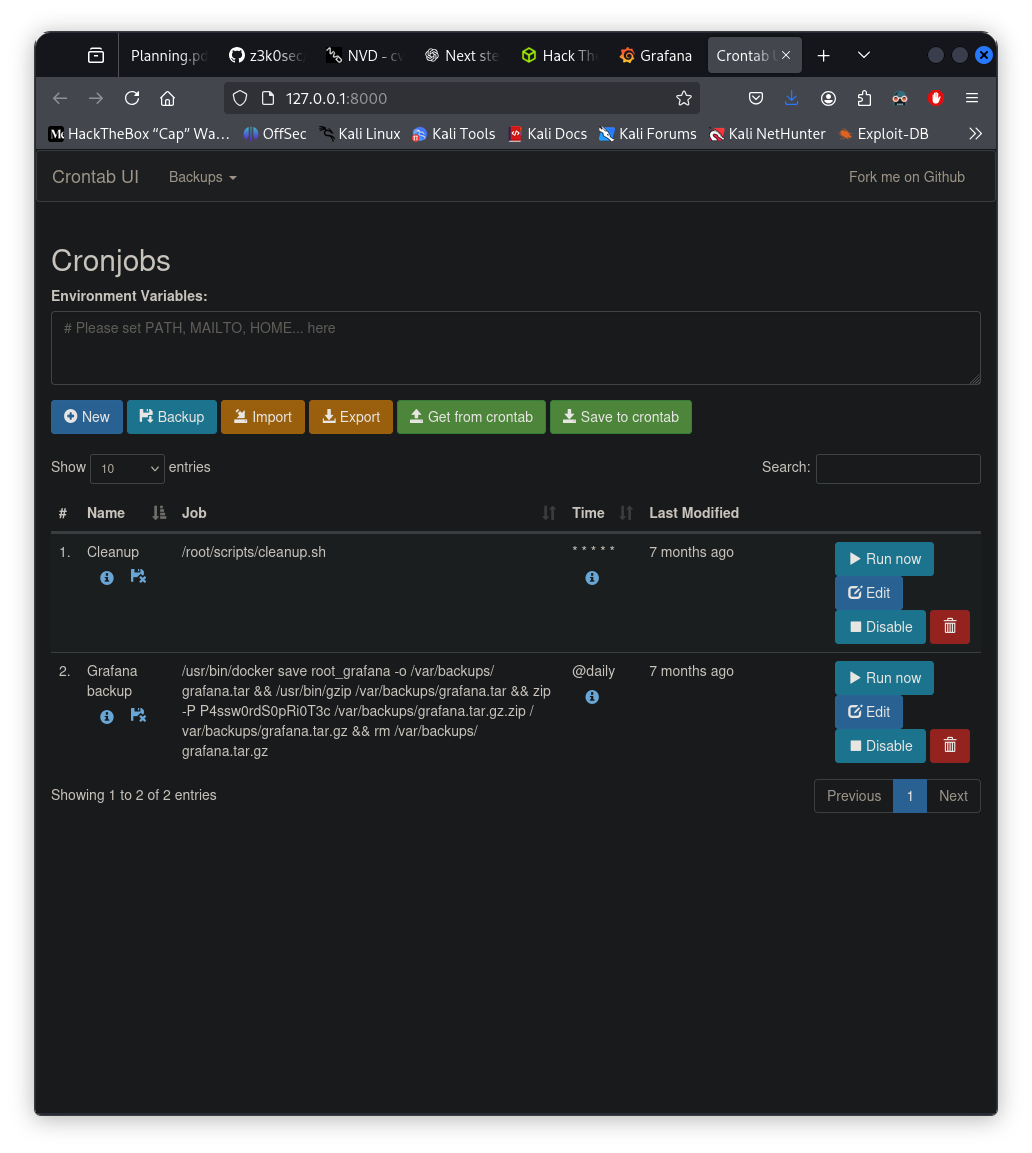 Planning.pd
z3k0sec
NVD - cv
Next ste
Hack Th
Grafana
Crontab U
127.0.0.1:8000
HackTheBox “Cap” Wa…
OffSec
Kali Linux
Kali Tools
Kali Docs
Kali Forums
Kali NetHunter
Exploit-DB
Crontab UI
Backups
Fork me on Github
Cronjobs
Environment Variables:
# Please set PATH, MAILTO, HOME... here
New
Backup
Import
Export
Get from crontab
Save to crontab
Show 10 entries
Search:
# Name Job Time Last Modified
1. Cleanup /root/scripts/cleanup.sh * * * * * 7 months ago
Run now
Edit
Disable
2. Grafana
backup
/usr/bin/docker save root_grafana -o /var/backups/
grafana.tar && /usr/bin/gzip /var/backups/grafana.tar && zip
-P P4ssw0rdS0pRi0T3c /var/backups/grafana.tar.gz.zip /
var/backups/grafana.tar.gz && rm /var/backups/
grafana.tar.gz
@daily
7 months ago
Run now
Edit
Disable
Showing 1 to 2 of 2 entries
Previous 1 Next